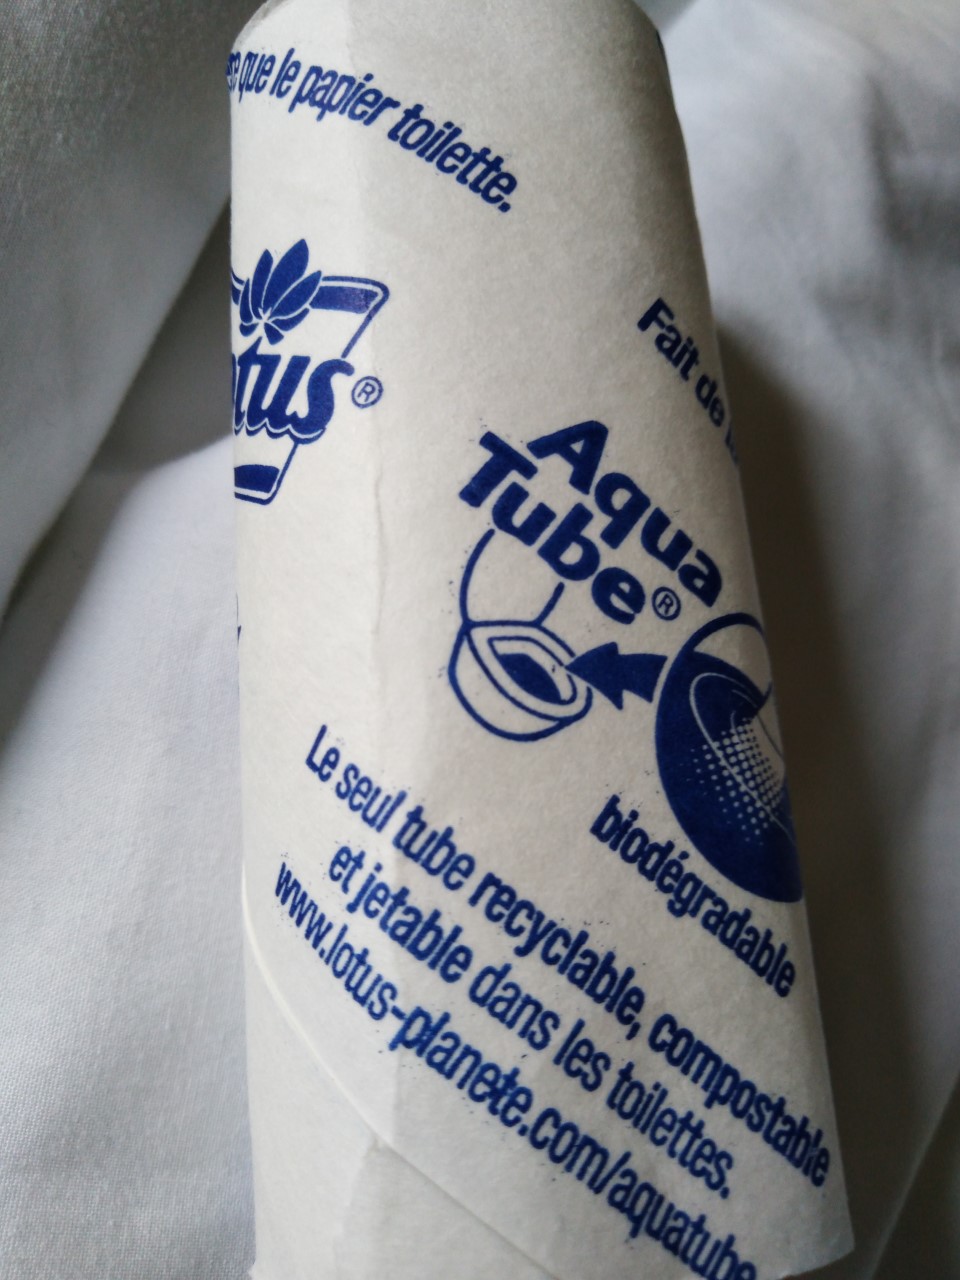 que le papier toilette.
Lotus®
Fait de
Aqua
Tube®
biodégradable
Le seul tube recyclable, compostable
et jetable dans les toilettes.
www.lotus-planete.com/aquatube